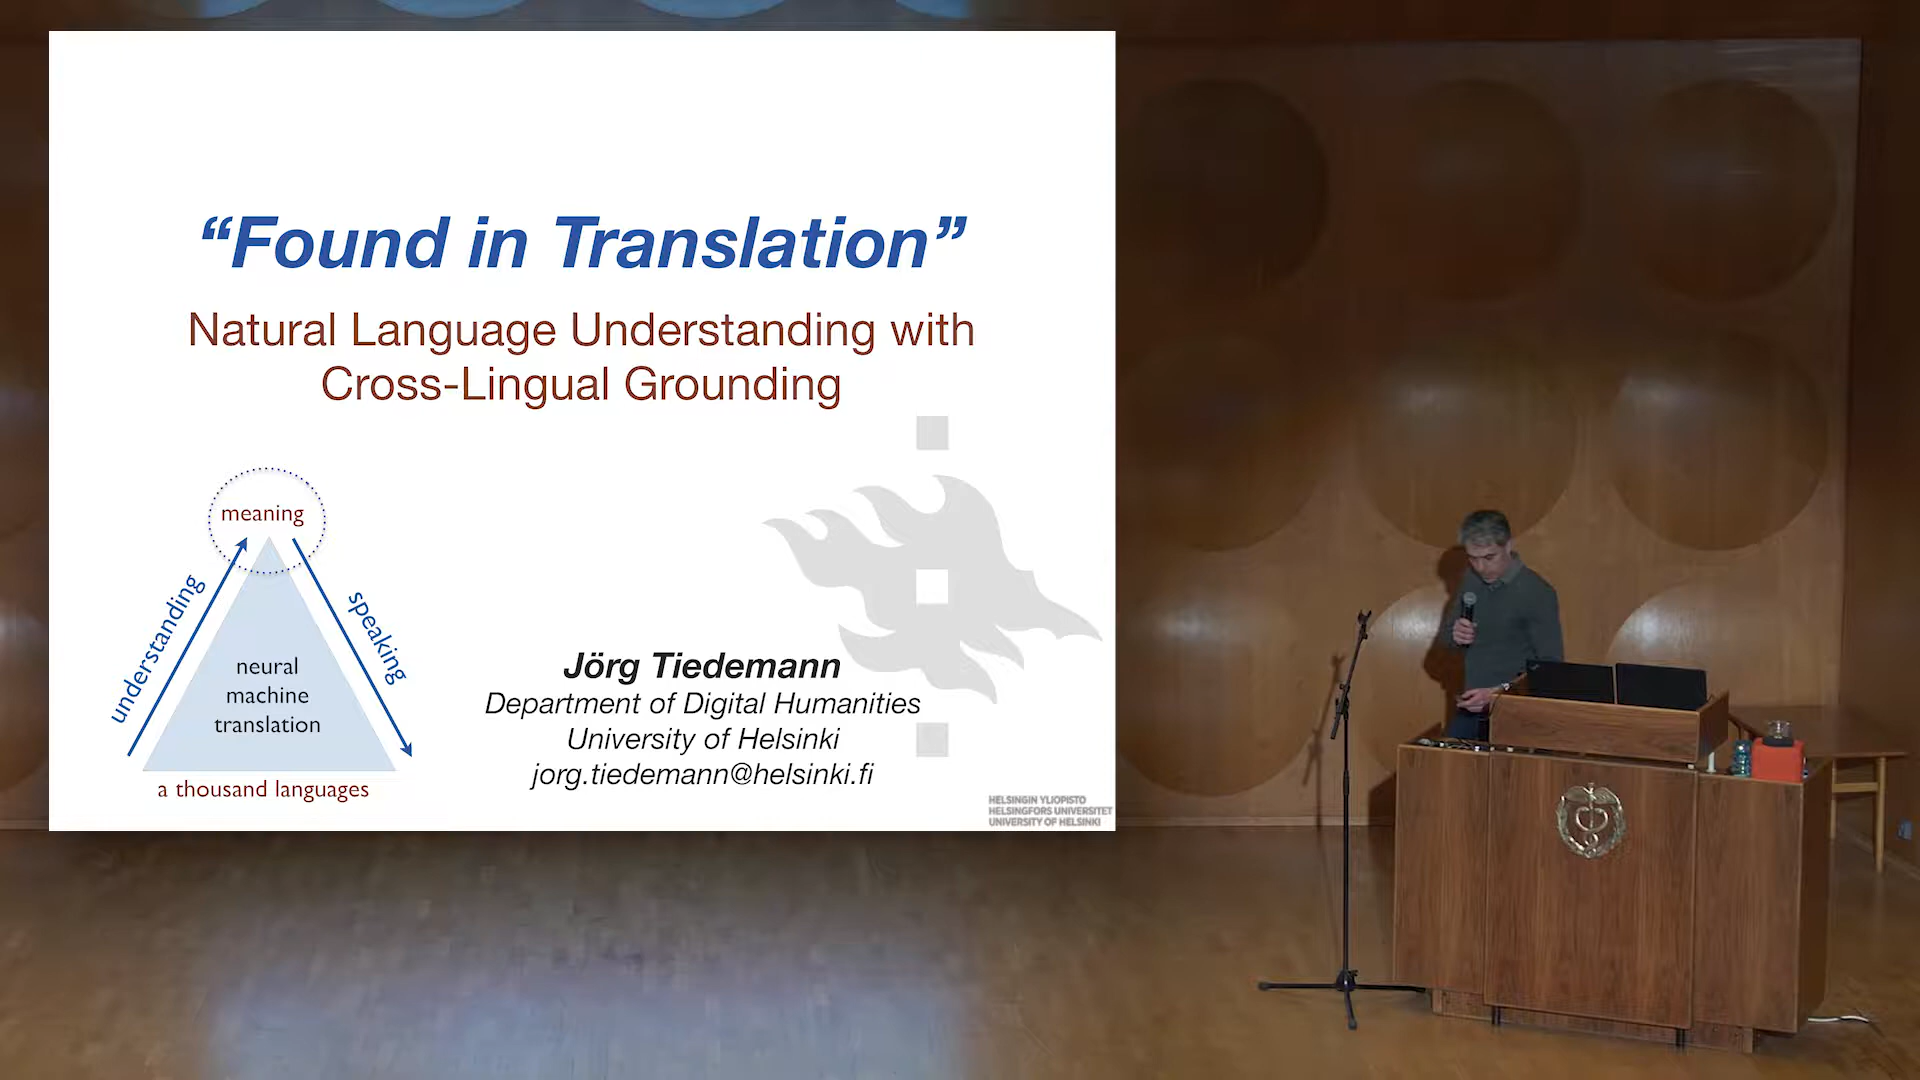 “Found in Translation”
Natural Language Understanding with
Cross-Lingual Grounding
meaning
understanding
speaking
neural
machine
translation
a thousand languages
Jörg Tiedemann
Department of Digital Humanities
University of Helsinki
jorg.tiedemann@helsinki.fi
HELSINGIN YLIOPISTO
HELSINGFORS UNIVERSITET
UNIVERSITY OF HELSINKI